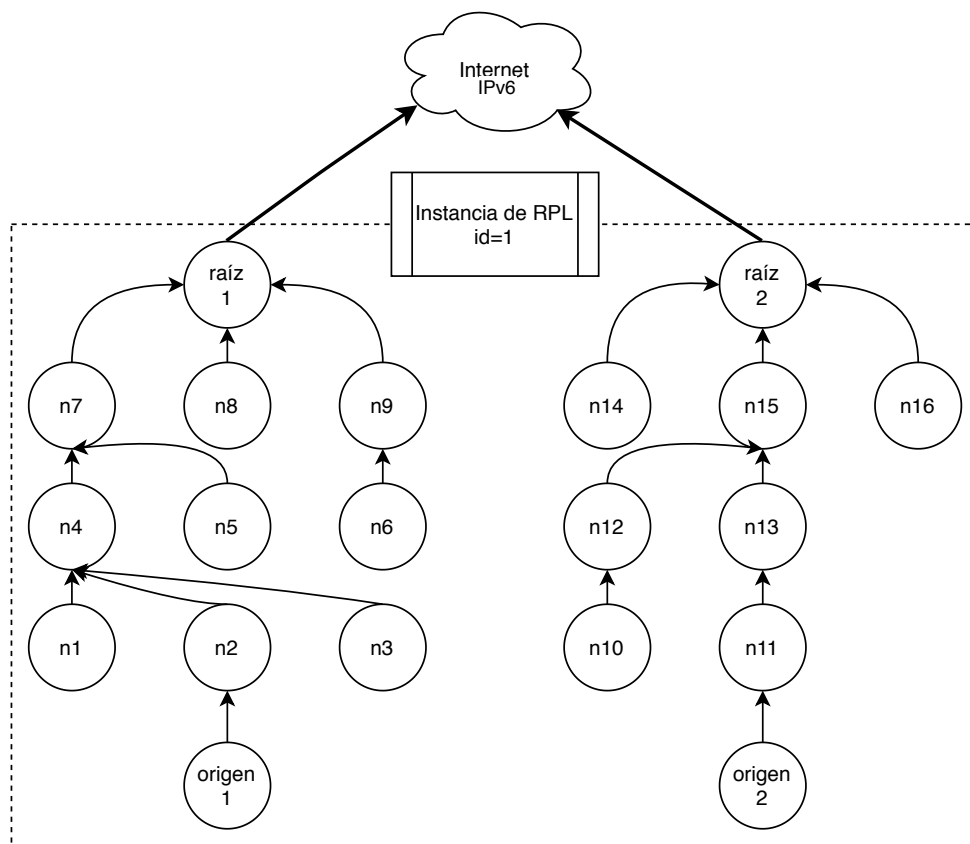 Internet
IPv6
Instancia de RPL
id=1
raíz
1
raíz
2
n7
n8
n9
n14
n15
n16
n4
n5
n6
n12
n13
n1
n2
n3
n10
n11
origen
1
origen
2